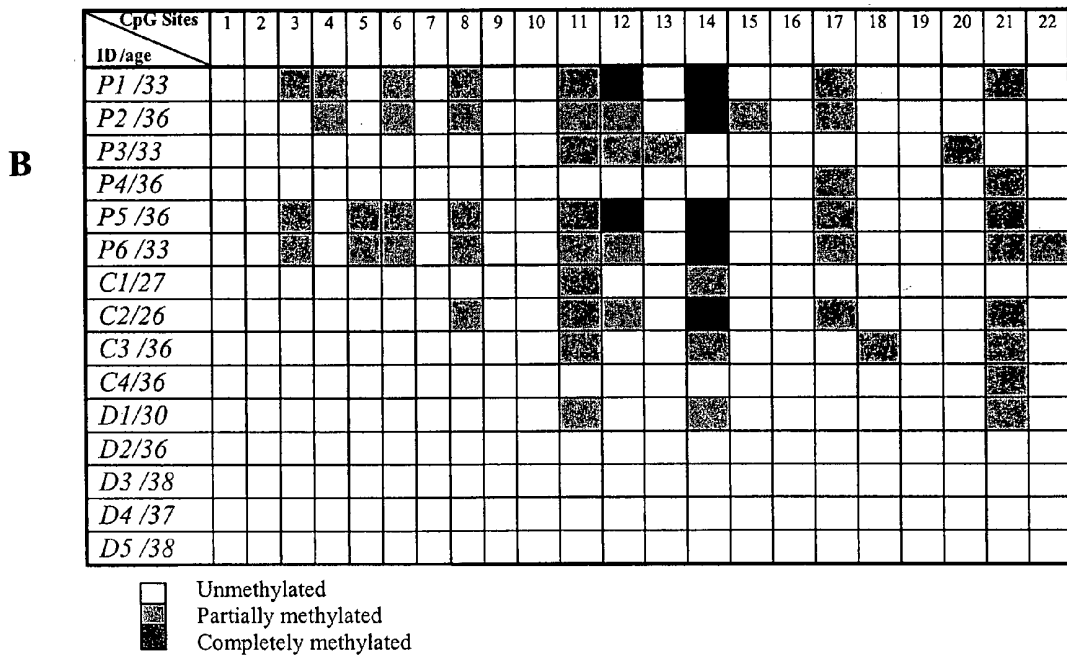 CpG Sites 1 2 3 4 5 6 7 8 9 10 11 12 13 14 15 16 17 18 19 20 21 22
ID/age
P1 /33
P2 /36
B
P3/33
P4/36
P5 /36
P6 /33
C1/27
C2/26
C3 /36
C4/36
D1/30
D2/36
D3 /38
D4 /37
D5 /38
Unmethylated
Partially methylated
Completely methylated